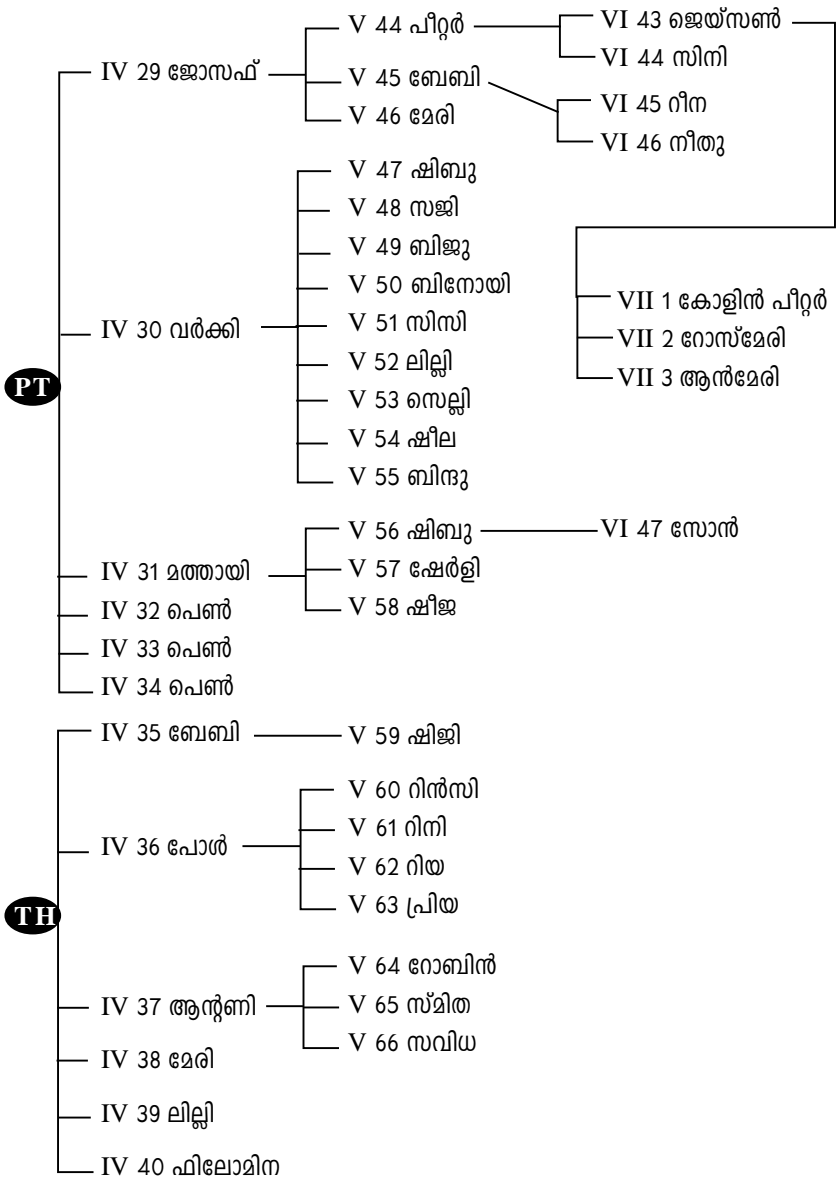 V 44 പീറ്റർ
VI 43 ജെയ്സൺ
VI 44 സിനി
IV 29 ജോസഫ്
V 45 ബേബി
V 46 മേരി
VI 45 റീന
VI 46 നീതു
V 47 ഷിബു
V 48 സജി
V 49 ബിജു
V 50 ബിനോയി
V 51 സിസി
V 52 ലില്ലി
V 53 സെല്ലി
V 54 ഷീല
V 55 ബിന്ദു
IV 30 വർക്കി
VII 1 കോളിൻ പീറ്റർ
VII 2 റോസ്മേരി
VII 3 ആൻമേരി
PT
V 56 ഷിബു
VI 47 സോൻ
V 57 ഷേർളി
V 58 ഷീജ
IV 31 മത്തായി
IV 32 പെൺ
IV 33 പെൺ
IV 34 പെൺ
IV 35 ബേബി
V 59 ഷിജി
V 60 റിൻസി
V 61 റിനി
V 62 റിയ
V 63 പ്രിയ
IV 36 പോൾ
TH
V 64 റോബിൻ
V 65 സ്മിത
V 66 സവിധ
IV 37 ആന്റണി
IV 38 മേരി
IV 39 ലില്ലി
IV 40 ഫിലോമിന